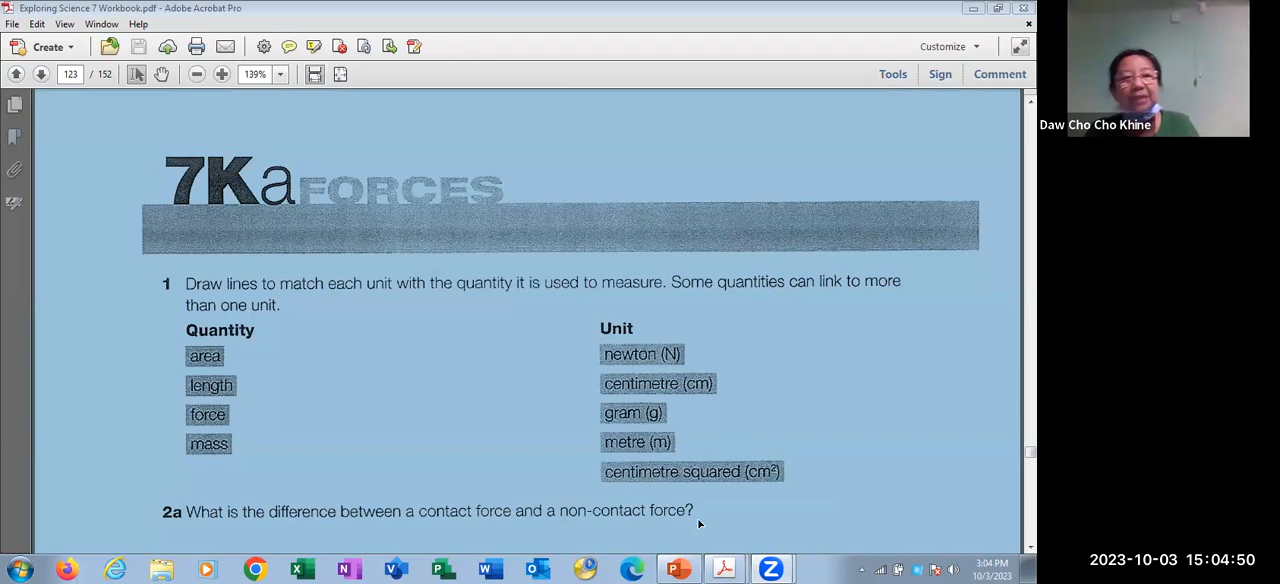 Exploring Science 7 Workbook.pdf - Adobe Acrobat Pro
File Edit View Window Help
Create
Customize
123 / 152
139%
Tools Sign Comment
Daw Cho Cho Khine
7Ka FORCES
1 Draw lines to match each unit with the quantity it is used to measure. Some quantities can link to more
than one unit.
Quantity Unit
area newton (N)
length centimetre (cm)
force gram (g)
mass metre (m)
centimetre squared (cm²)
2a What is the difference between a contact force and a non-contact force?
3:04 PM
10/3/2023
2023-10-03 15:04:50